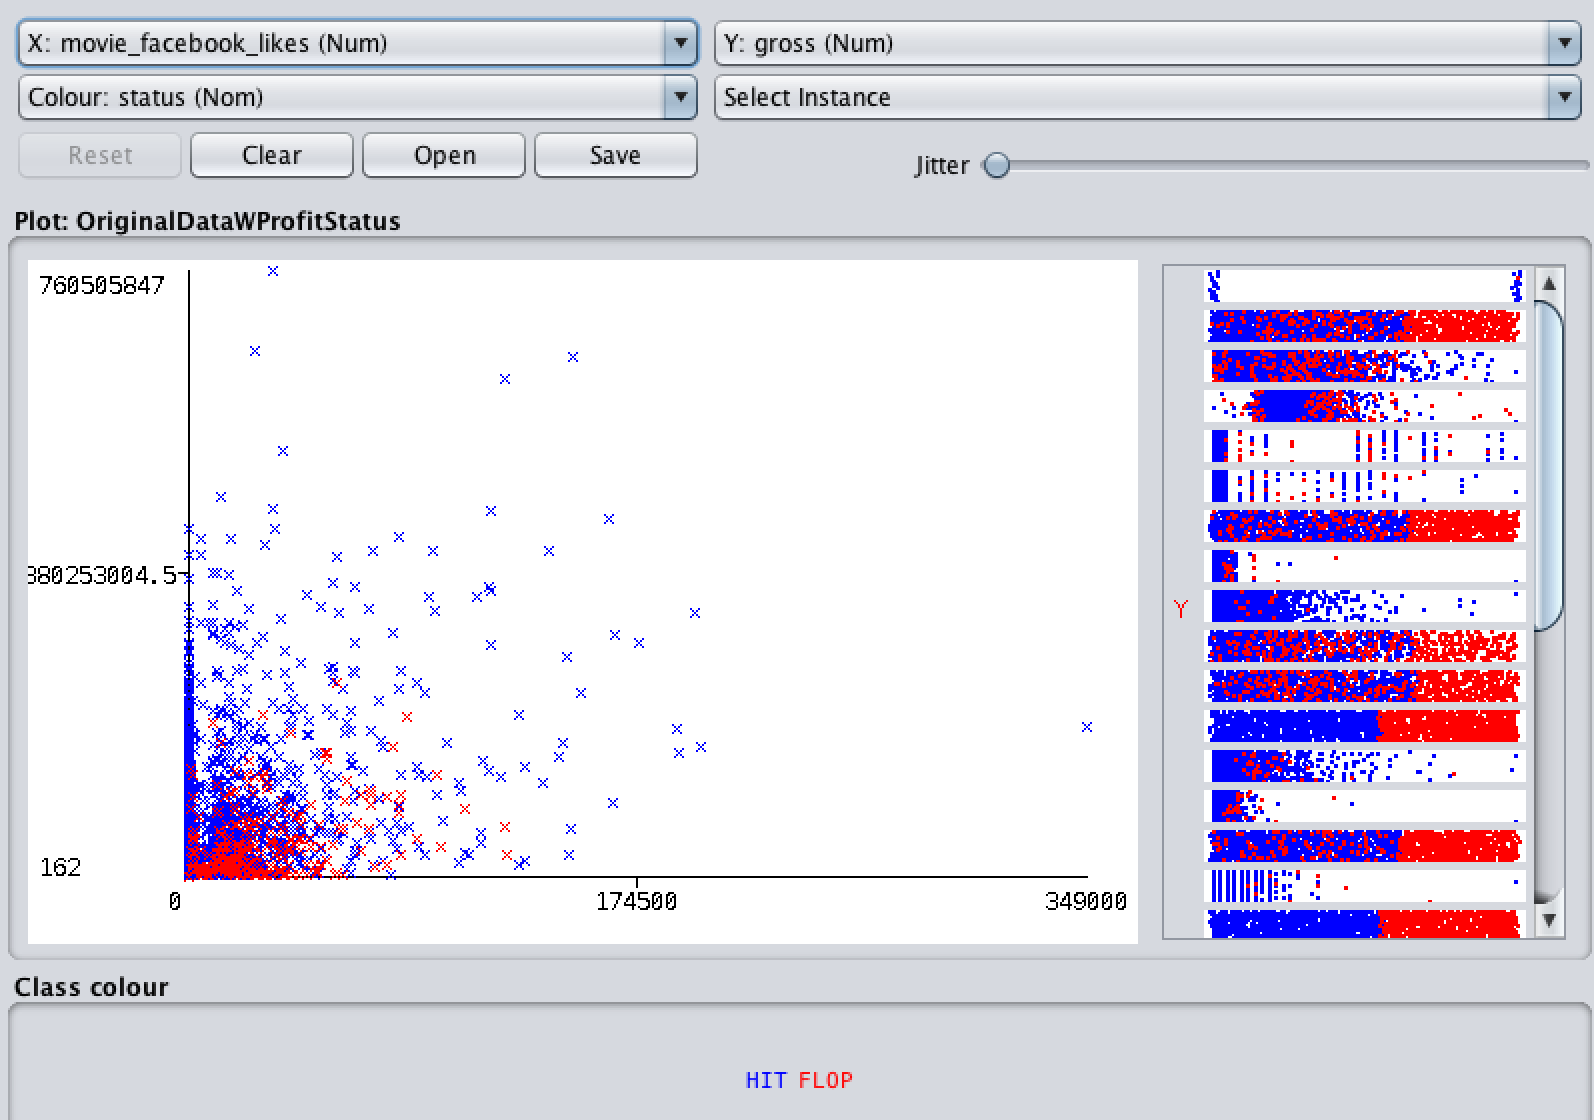 X: movie_facebook_likes (Num) Y: gross (Num)
Colour: status (Nom) Select Instance
Reset Clear Open Save Jitter
Plot: OriginalDataWProfitStatus
760505847
380253004.5
Y
162
0 174500 349000
Class colour
HIT FLOP